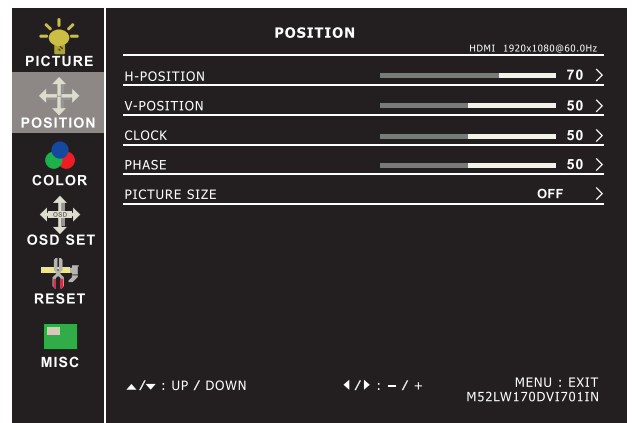 PICTURE
POSITION
COLOR
OSD
OSD SET
RESET
MISC
POSITION
HDMI 1920x1080@60.0Hz
H-POSITION 70 >
V-POSITION 50 >
CLOCK 50 >
PHASE 50 >
PICTURE SIZE OFF >
▲/▼ : UP / DOWN ◀/▶ : – / + MENU : EXIT
M52LW170DVI701IN